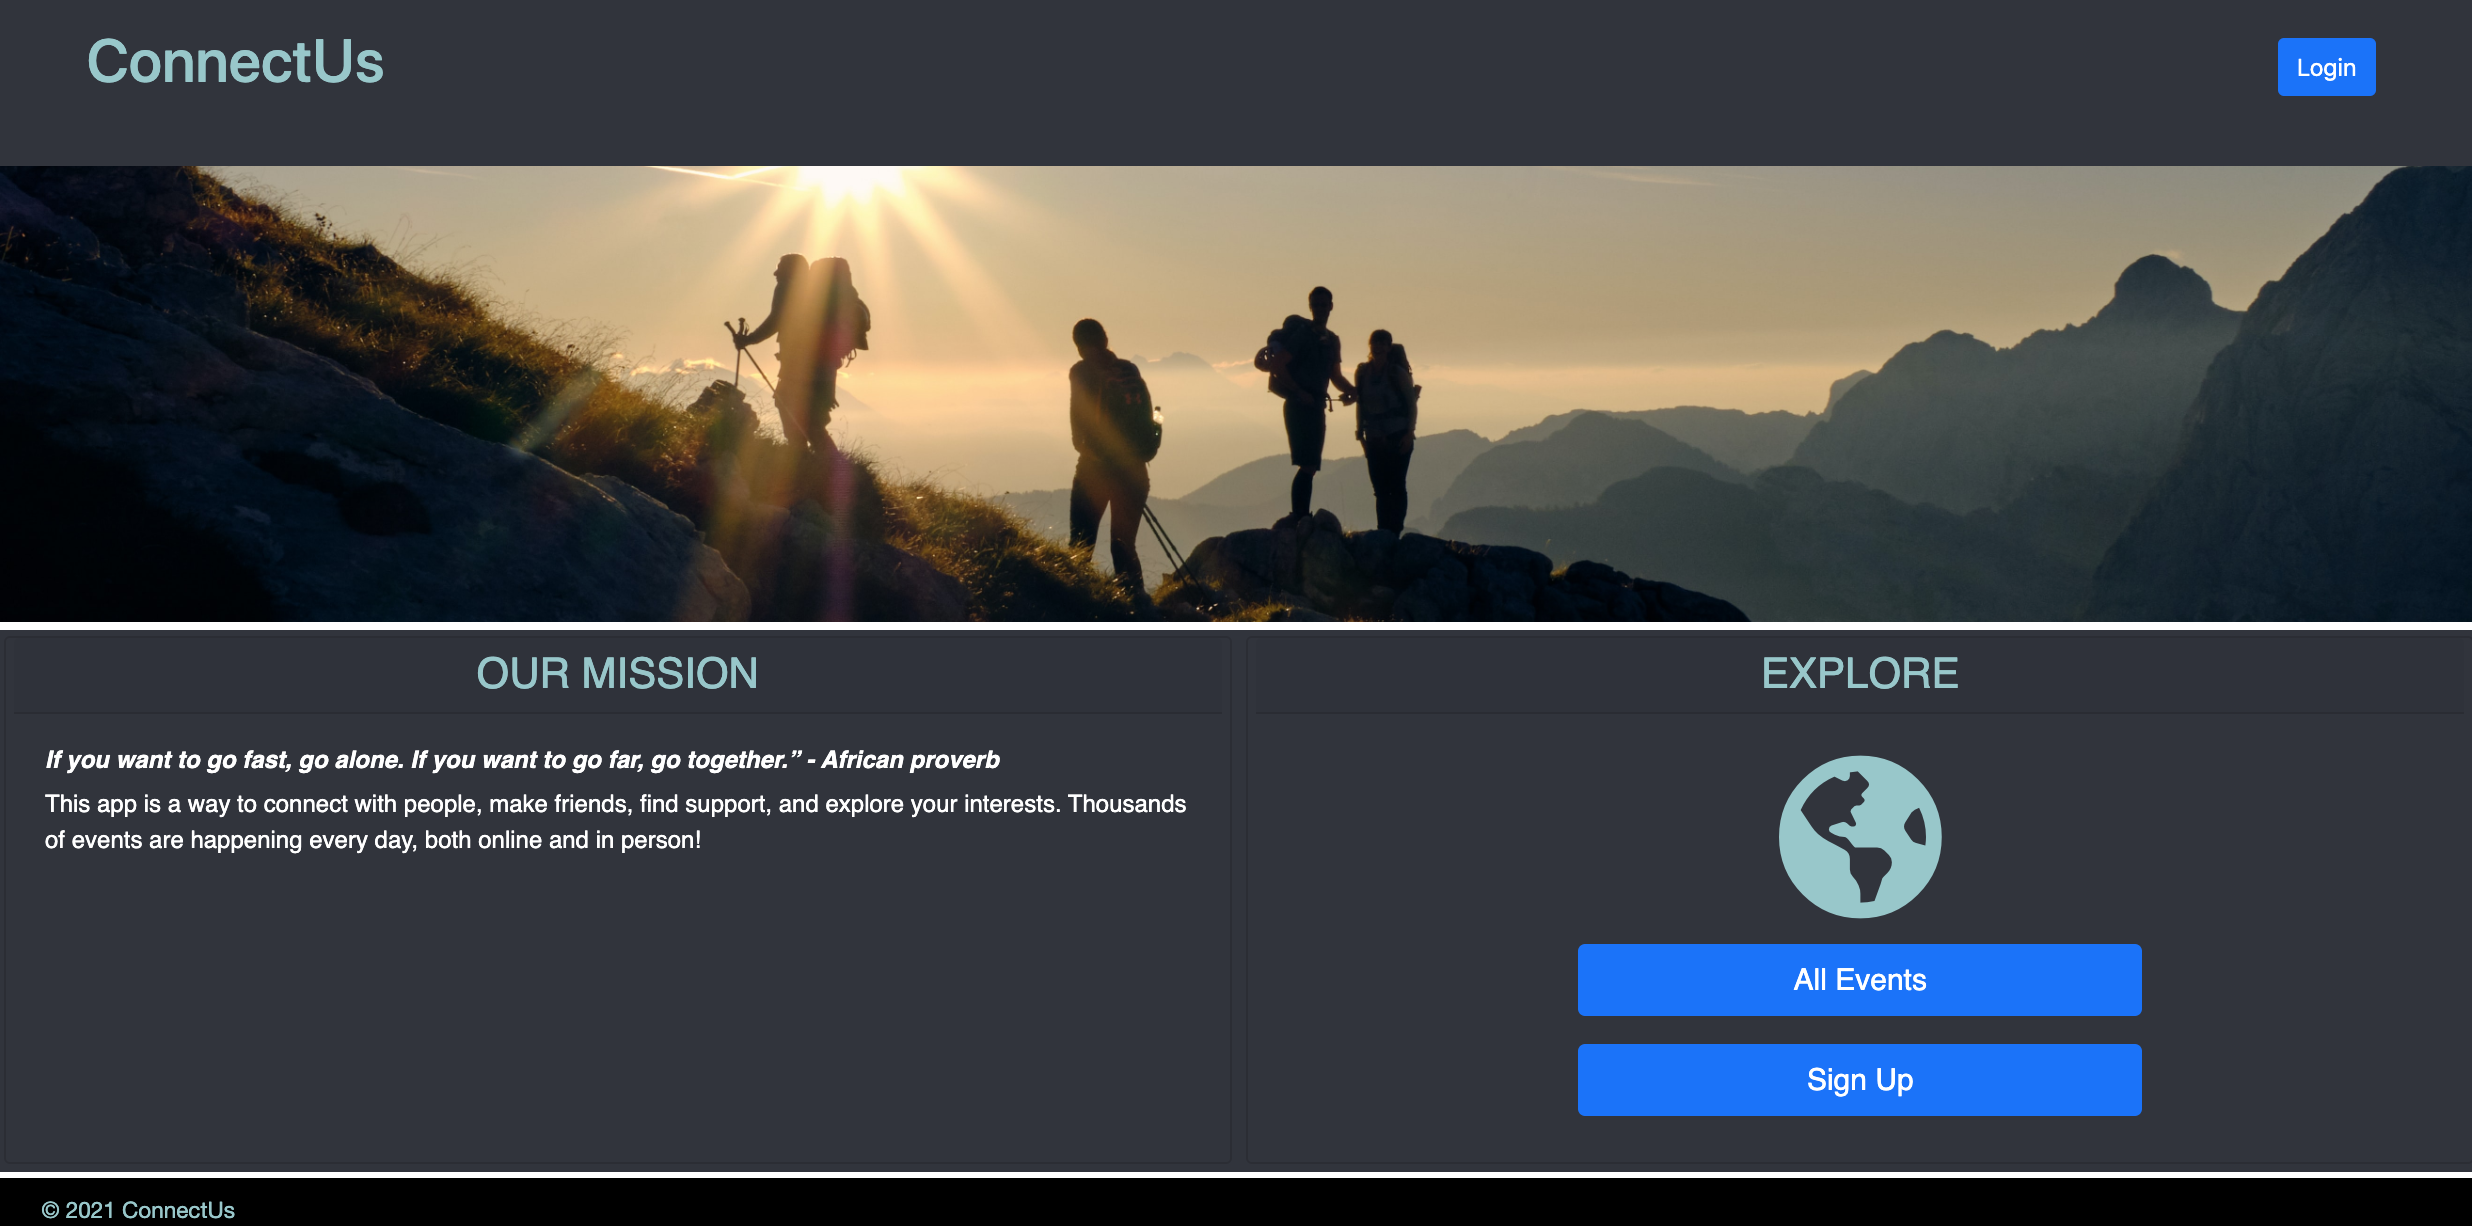 ConnectUs
Login
OUR MISSION
If you want to go fast, go alone. If you want to go far, go together.” - African proverb
This app is a way to connect with people, make friends, find support, and explore your interests. Thousands
of events are happening every day, both online and in person!
EXPLORE
All Events
Sign Up
© 2021 ConnectUs